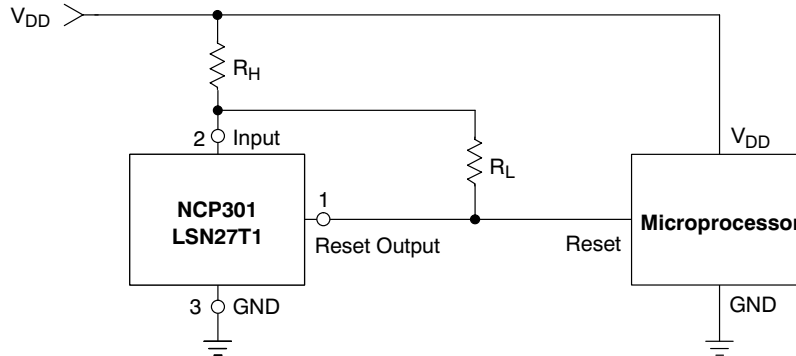 V_DD
R_H
2 Input
V_DD
R_L
NCP301
LSN27T1
1
Reset Output
Reset
Microprocessor
3 GND
GND